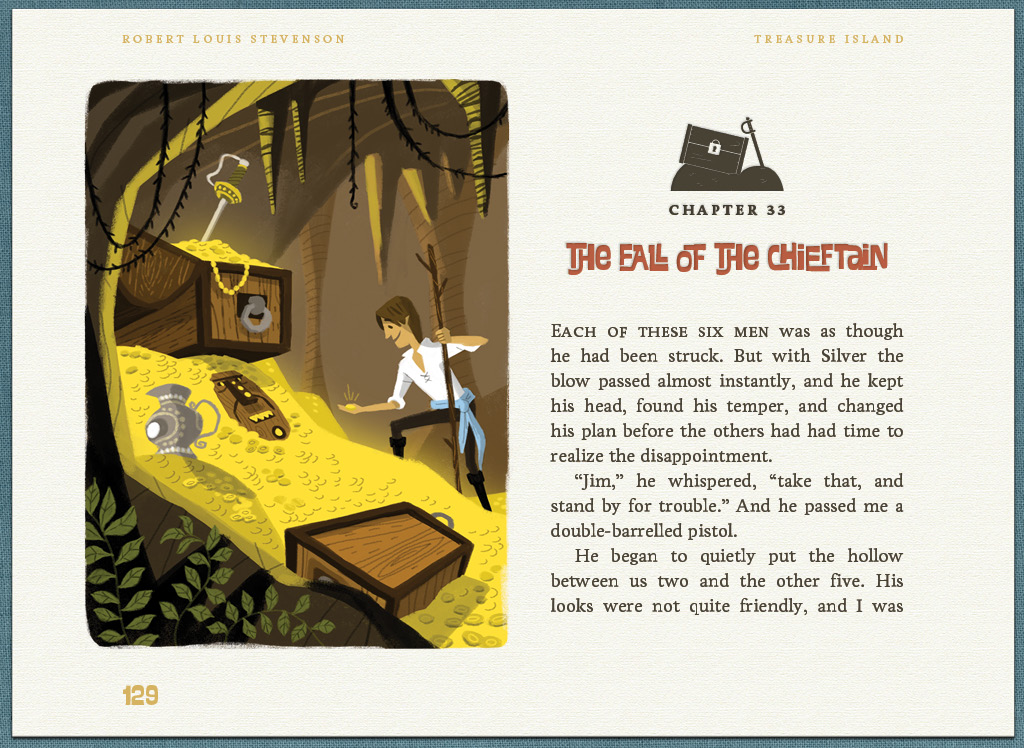 ROBERT LOUIS STEVENSON
TREASURE ISLAND
CHAPTER 33
THE FALL OF THE CHIEFTAIN
EACH OF THESE SIX MEN was as though
he had been struck. But with Silver the
blow passed almost instantly, and he kept
his head, found his temper, and changed
his plan before the others had had time to
realize the disappointment.
“Jim,” he whispered, “take that, and
stand by for trouble.” And he passed me a
double-barrelled pistol.
He began to quietly put the hollow
between us two and the other five. His
looks were not quite friendly, and I was
129